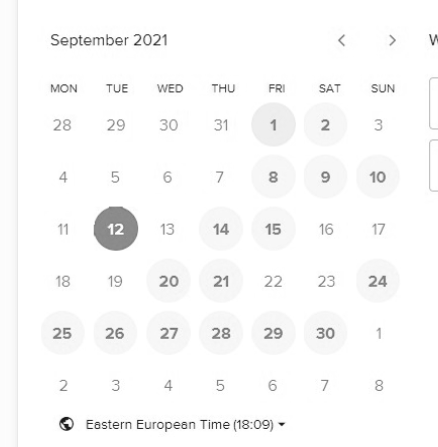 September 2021 < > W
MON TUE WED THU FRI SAT SUN
28 29 30 31 1 2 3
4 5 6 7 8 9 10
11 12 13 14 15 16 17
18 19 20 21 22 23 24
25 26 27 28 29 30 1
2 3 4 5 6 7 8
Eastern European Time (18:09)